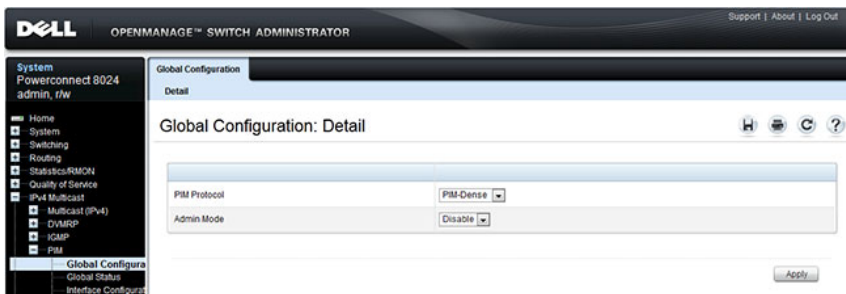 Support | About | Log Out
DELL
OPENMANAGE™ SWITCH ADMINISTRATOR
System
Powerconnect 8024
admin, r/w
Home
System
Switching
Routing
Statistics/RMON
Quality of Service
IPv4 Multicast
Multicast (IPv4)
DVMRP
IGMP
PIM
Global Configura
Global Status
Interface Configurat
Global Configuration
Detail
Global Configuration: Detail
PIM Protocol PIM-Dense
Admin Mode Disable
Apply